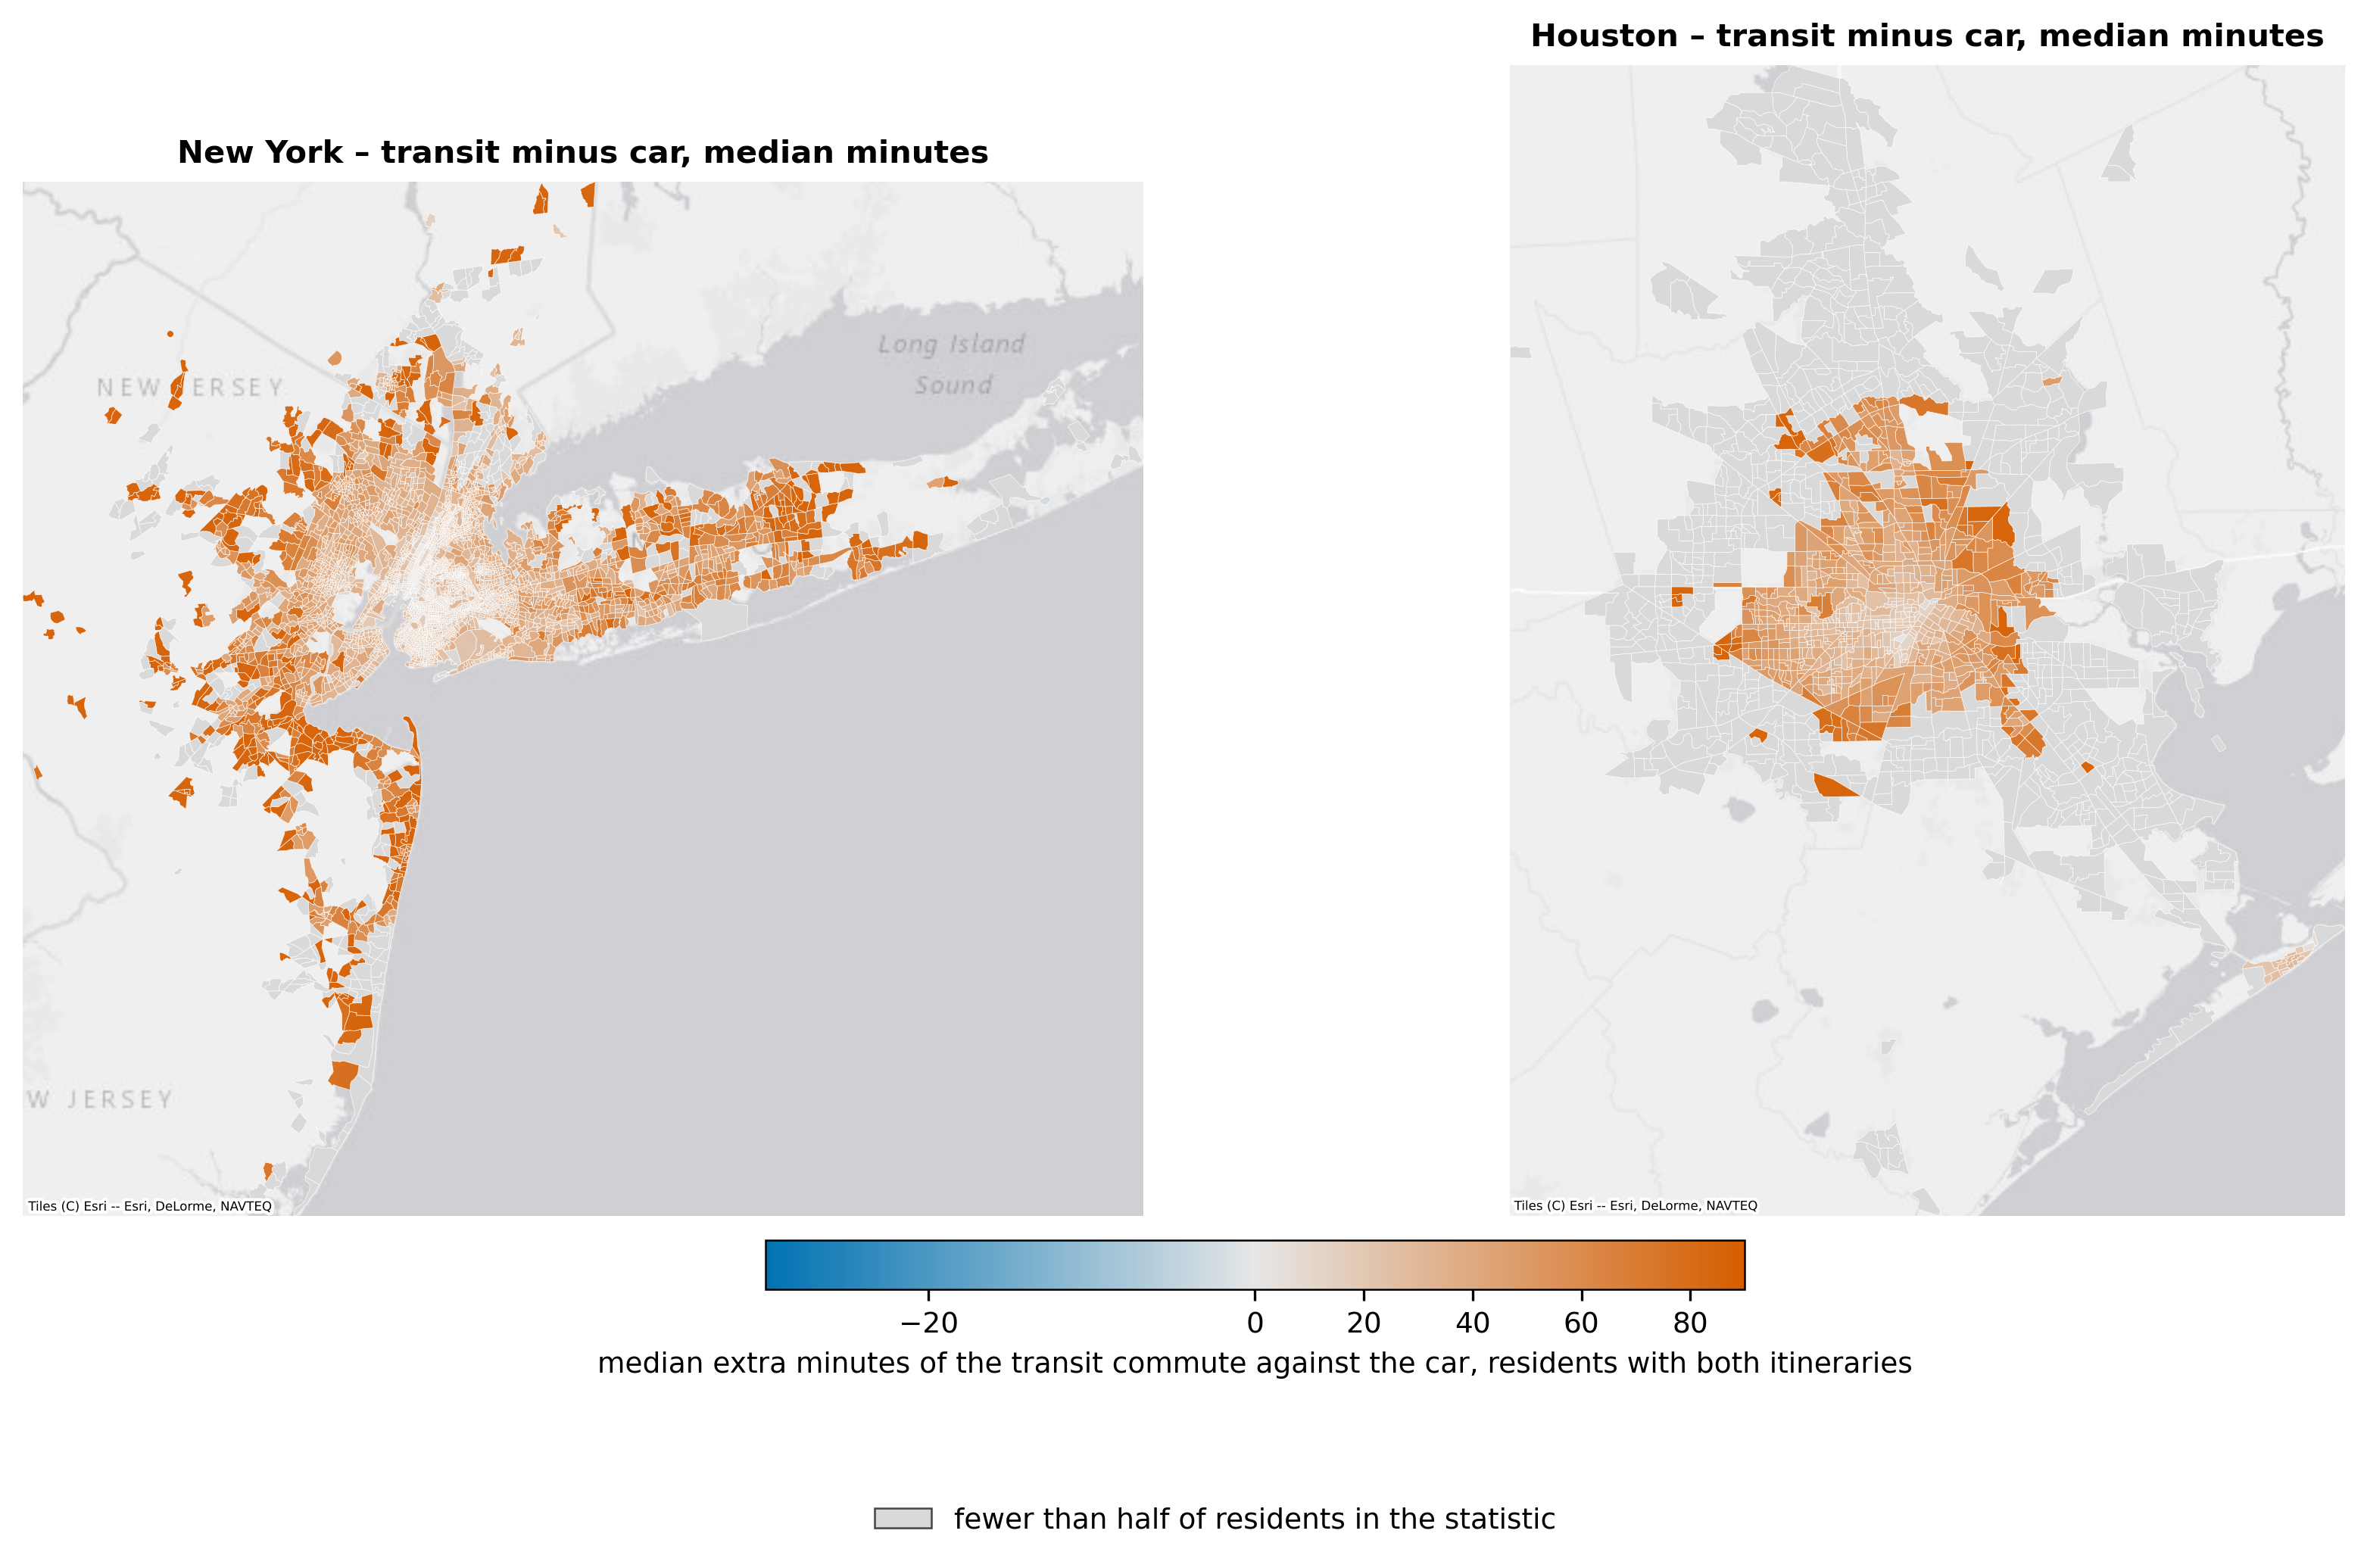 Houston – transit minus car, median minutes
New York – transit minus car, median minutes
Long Island
Sound
NEW JERSEY
W JERSEY
Tiles (C) Esri -- Esri, DeLorme, NAVTEQ
Tiles (C) Esri -- Esri, DeLorme, NAVTEQ
−20 0 20 40 60 80
median extra minutes of the transit commute against the car, residents with both itineraries
fewer than half of residents in the statistic